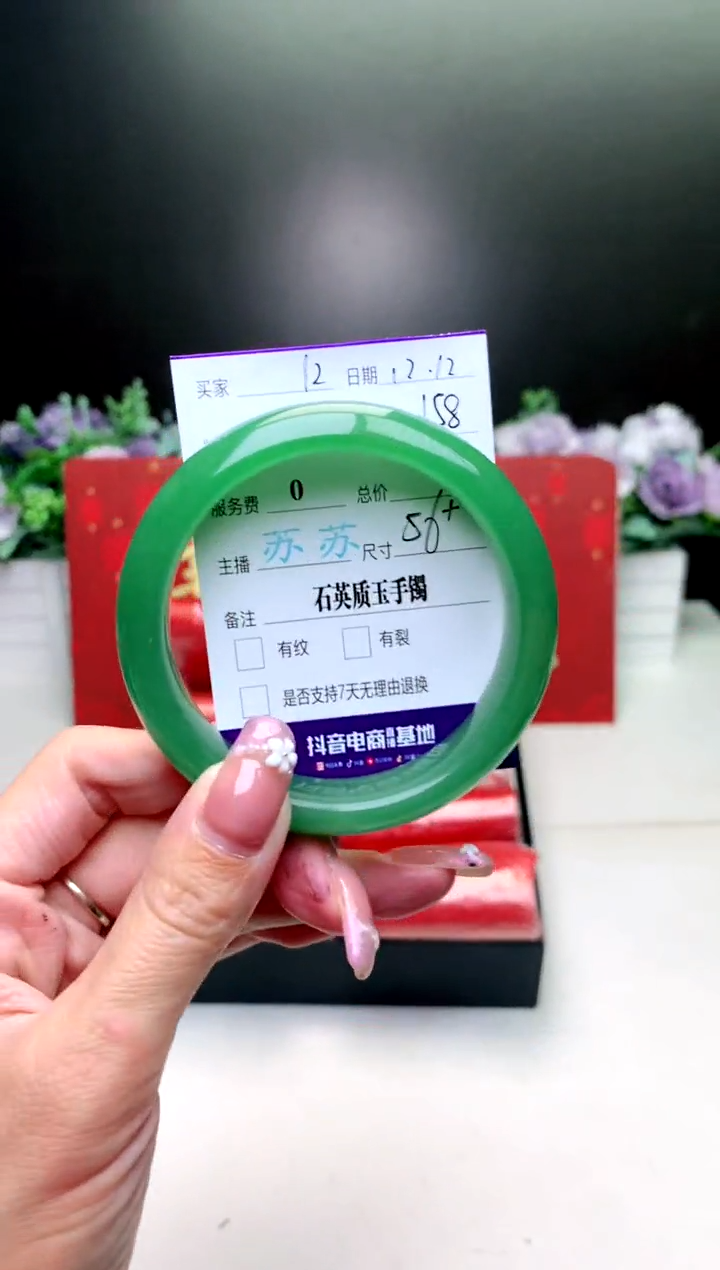 买家 12 日期 12.12
158
服务费 0 总价
主播 苏苏 尺寸
备注 石英质玉手镯
有纹 有裂
是否支持7天无理由退换
抖音电商直播基地